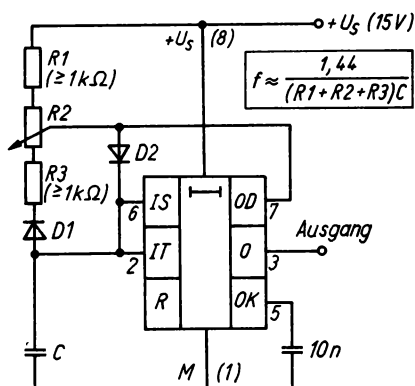 +U_S (8)
+U_S (15V)
R1
(≥1kΩ)
f ≈ 1,44 / (R1+R2+R3)C
R2
D2
R3
(≥1kΩ)
IS
OD
6
7
D1
IT
O
Ausgang
2
3
R
OK
5
C
10n
M (1)